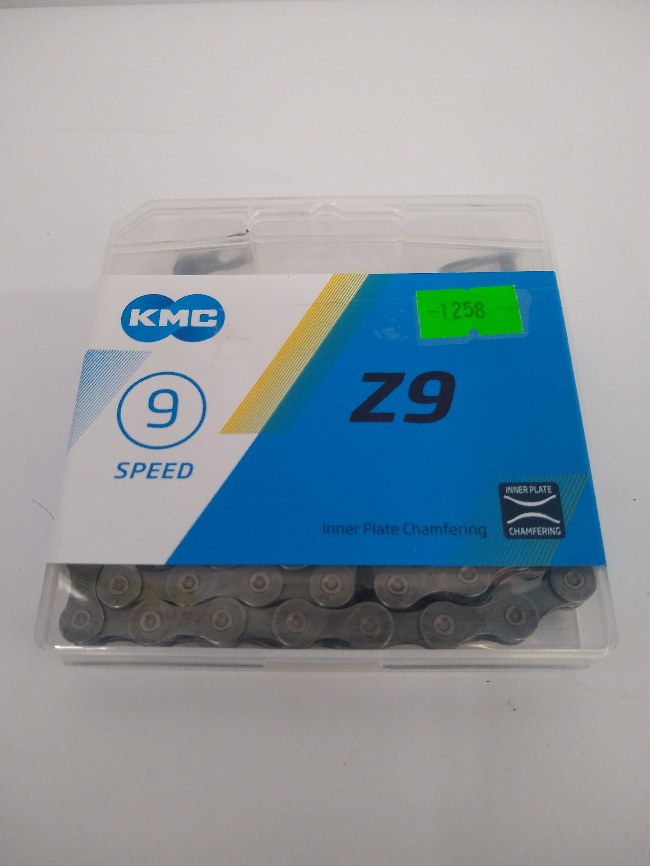 KMC
-1258-
9
SPEED
Z9
Inner Plate Chamfering
INNER PLATE
CHAMFERING